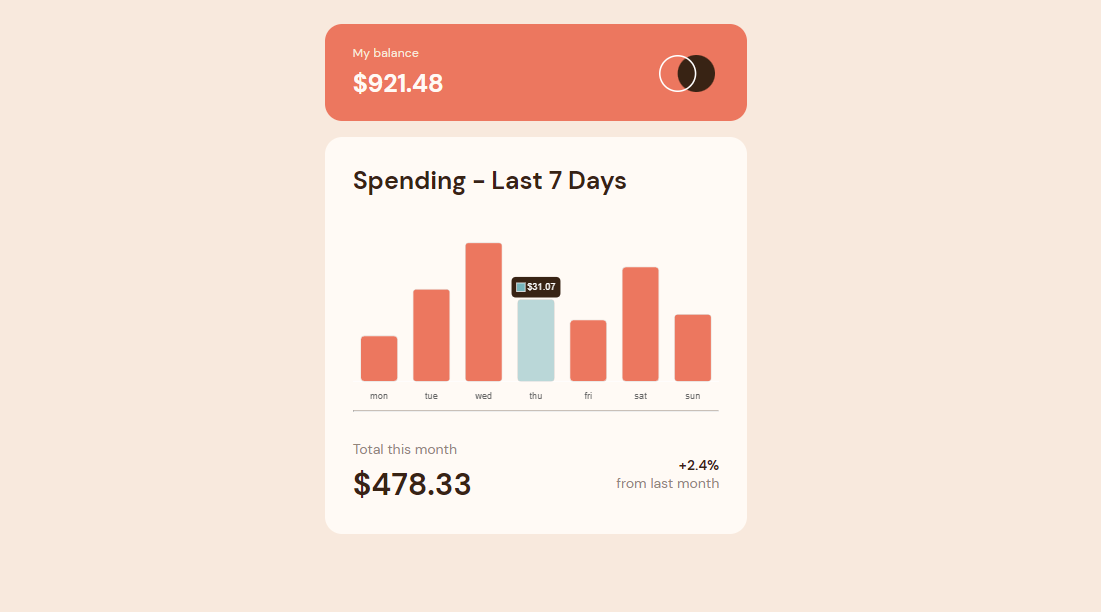 My balance
$921.48
Spending - Last 7 Days
$31.07
mon tue wed thu fri sat sun
Total this month
$478.33
+2.4%
from last month